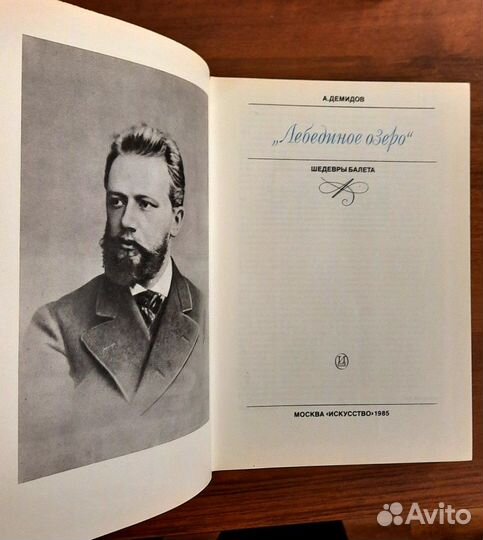 А.ДЕМИДОВ
„Лебединое озеро“
ШЕДЕВРЫ БАЛЕТА
И
МОСКВА «ИСКУССТВО» 1985
Avito